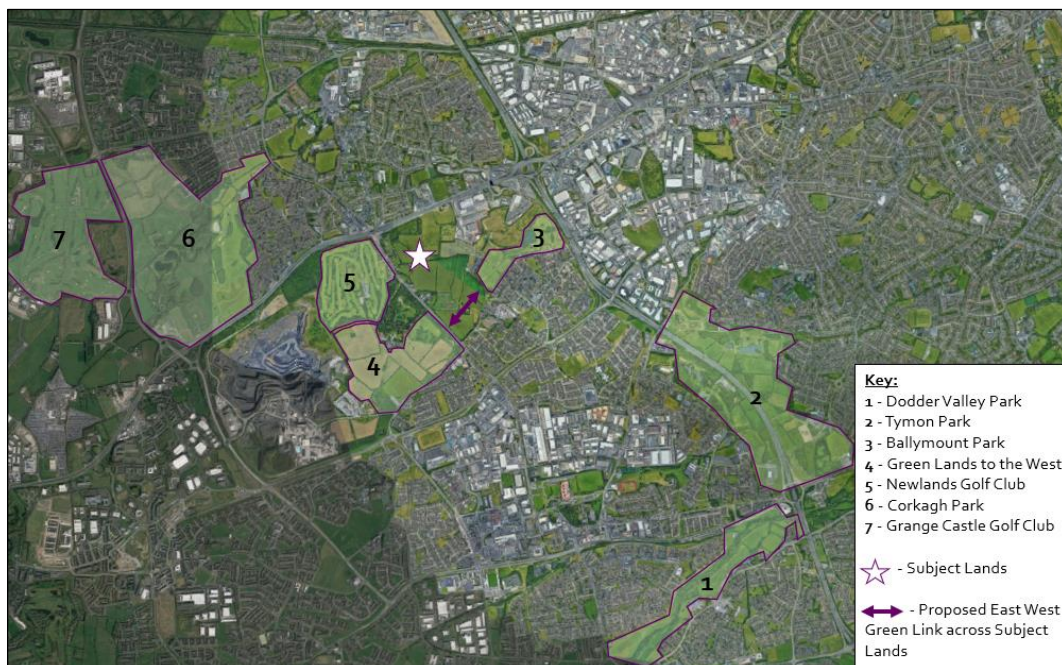 7
6
5
3
4
2
1
Key:
1 - Dodder Valley Park
2 - Tymon Park
3 - Ballymount Park
4 - Green Lands to the West
5 - Newlands Golf Club
6 - Corkagh Park
7 - Grange Castle Golf Club
- Subject Lands
- Proposed East West
Green Link across Subject
Lands